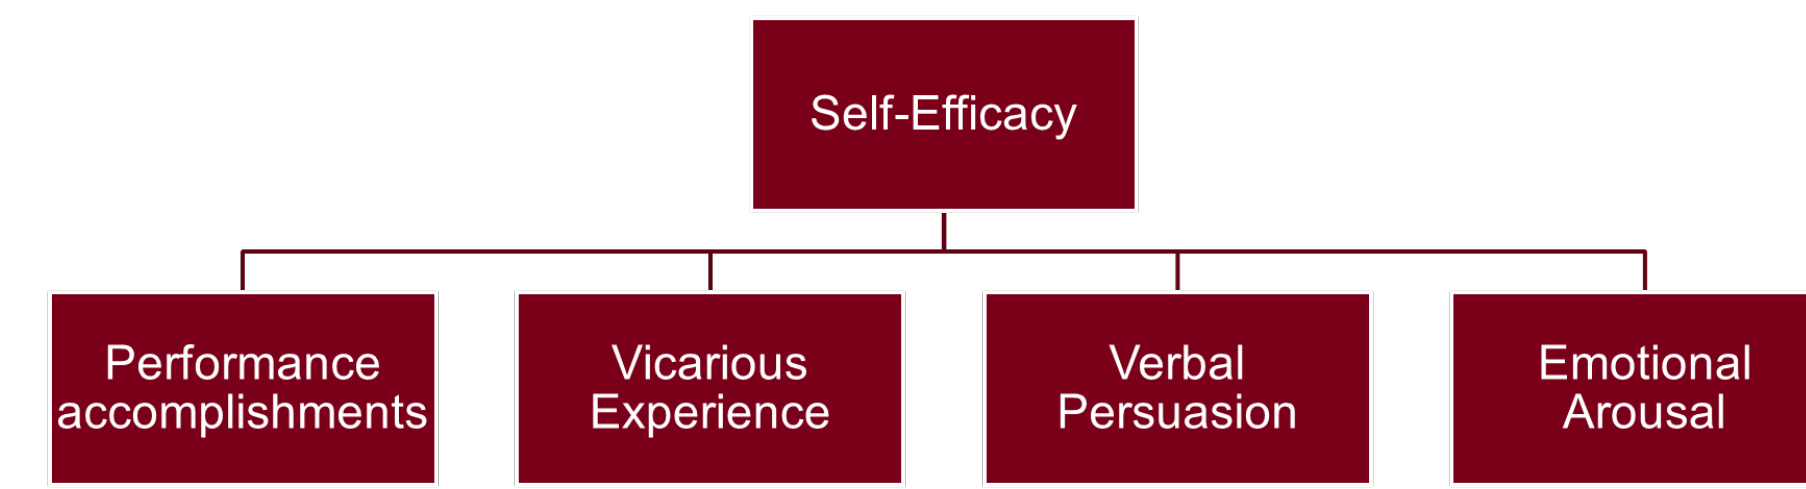 Self-Efficacy
Performance
accomplishments
Vicarious
Experience
Verbal
Persuasion
Emotional
Arousal